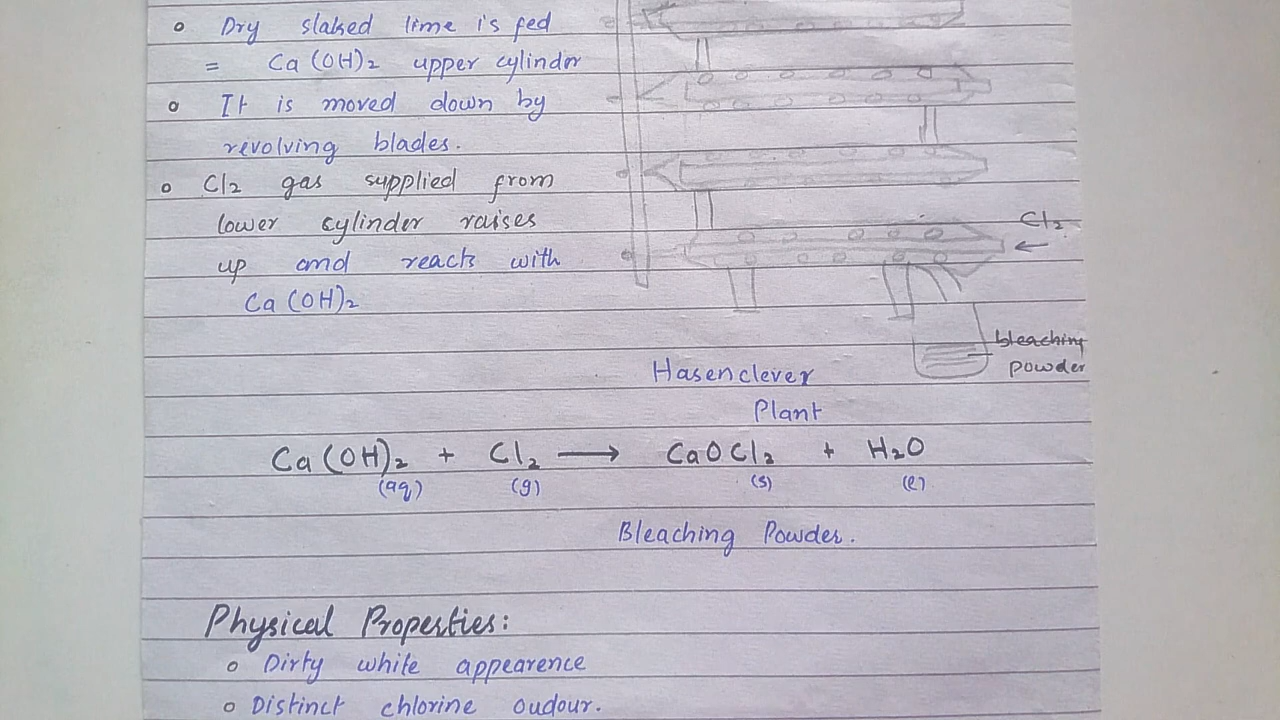 o Dry slaked lime is fed
= Ca(OH)₂ upper cylinder
o It is moved down by
revolving blades.
o Cl₂ gas supplied from
lower cylinder raises
up and reacts with
Ca(OH)₂
Cl₂
←
bleaching
powder
Hasenclever
Plant
Ca(OH)₂ + Cl₂ ⟶ CaOCl₂ + H₂O
(aq) (g) (s) (l)
Bleaching Powder.
Physical Properties:
o Dirty white appearence
o Distinct chlorine oudour.